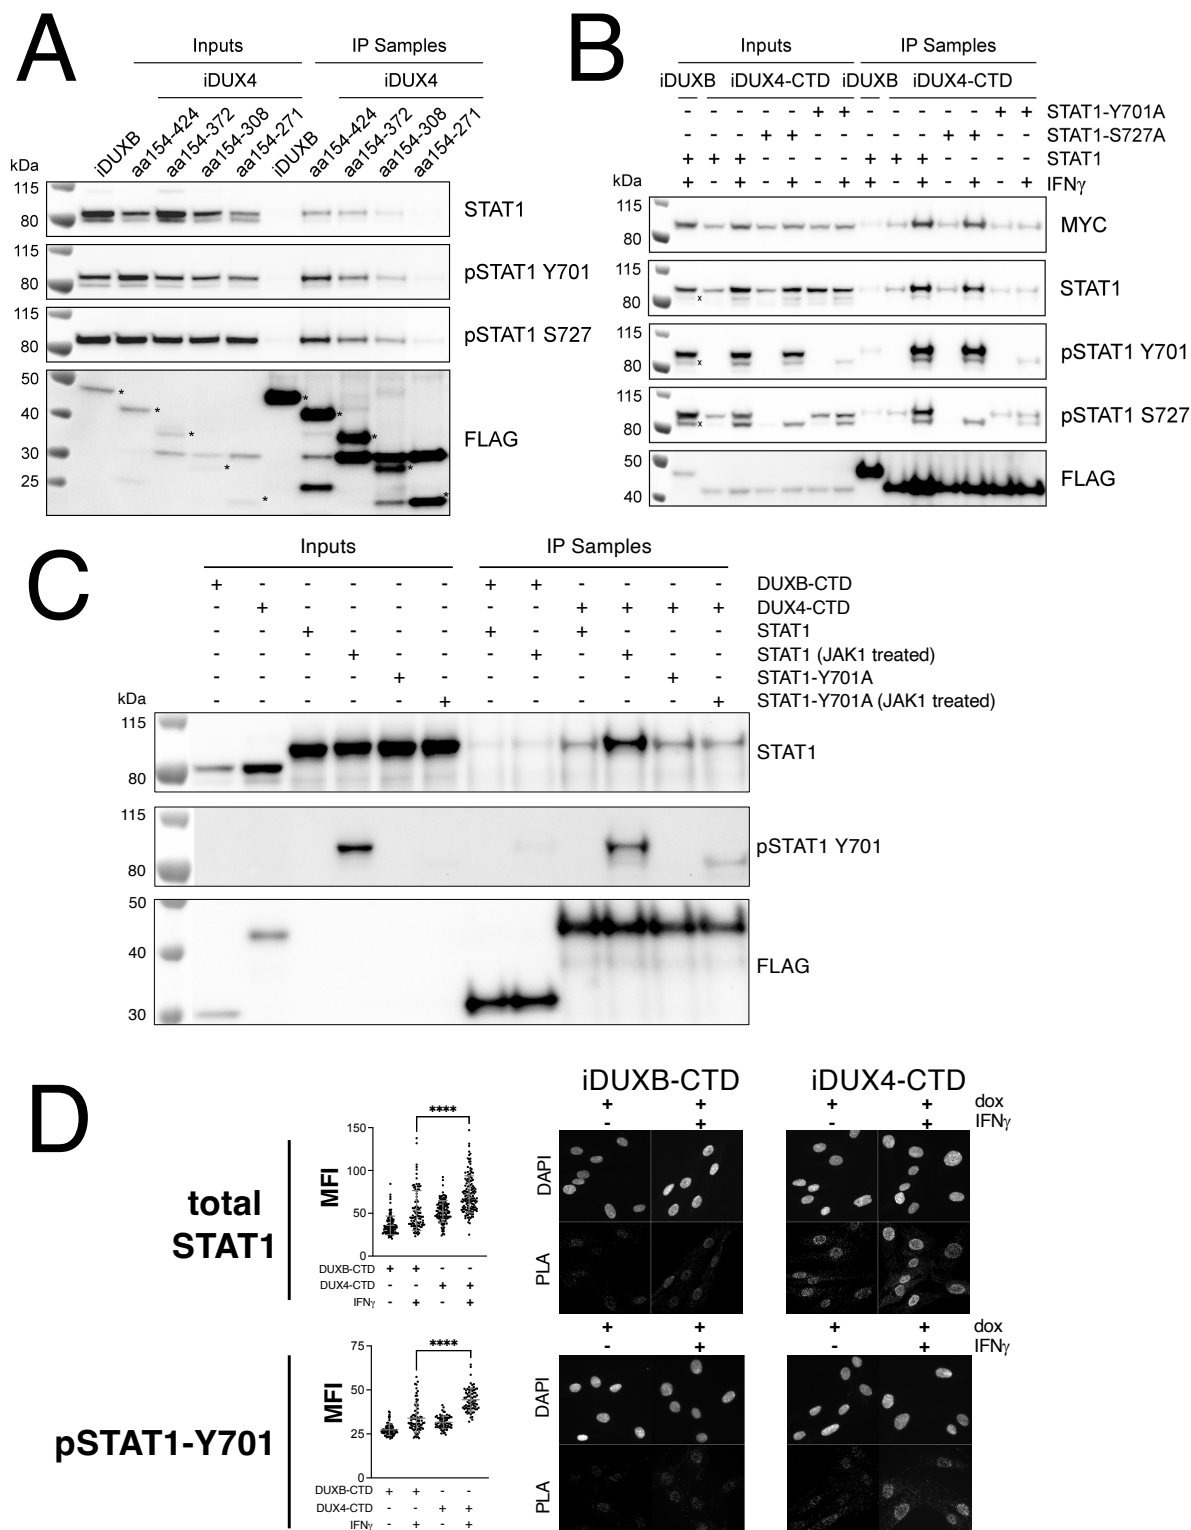 A
Inputs IP Samples
iDUX4 iDUX4
iDUXB aa154-424 aa154-372 aa154-308 aa154-271 iDUXB aa154-424 aa154-372 aa154-308 aa154-271
kDa
115
80
STAT1
115
80
pSTAT1 Y701
115
80
pSTAT1 S727
50
40
30
25
* * * * * * * * * *
FLAG
B
Inputs IP Samples
iDUXB iDUX4-CTD iDUXB iDUX4-CTD
- - - - - + + - - - - - + + STAT1-Y701A
- - - + + - - - - - + + - - STAT1-S727A
+ + + - - - - + + + - - - - STAT1
+ - + - + - + + - + - + - + IFNγ
kDa
115
80
MYC
115
80
x
STAT1
115
80
x
pSTAT1 Y701
115
80
x
pSTAT1 S727
50
40
FLAG
C
Inputs IP Samples
+ - - - - - + + - - - - DUXB-CTD
- + - - - - - - + + + + DUX4-CTD
- - + - - - + - + - - - STAT1
- - - + - - - + - + - - STAT1 (JAK1 treated)
- - - - + - - - - - + - STAT1-Y701A
- - - - - + - - - - - + STAT1-Y701A (JAK1 treated)
kDa
115
80
STAT1
115
80
pSTAT1 Y701
50
40
30
FLAG
D
total
STAT1
MFI
150
100
50
0
****
DUXB-CTD + + - -
DUX4-CTD - - + +
IFNγ - + - +
iDUXB-CTD iDUX4-CTD
+ + + + dox
- + - + IFNγ
DAPI
PLA
pSTAT1-Y701
MFI
75
50
25
0
****
DUXB-CTD + + - -
DUX4-CTD - - + +
IFNγ - + - +
+ + + + dox
- + - + IFNγ
DAPI
PLA